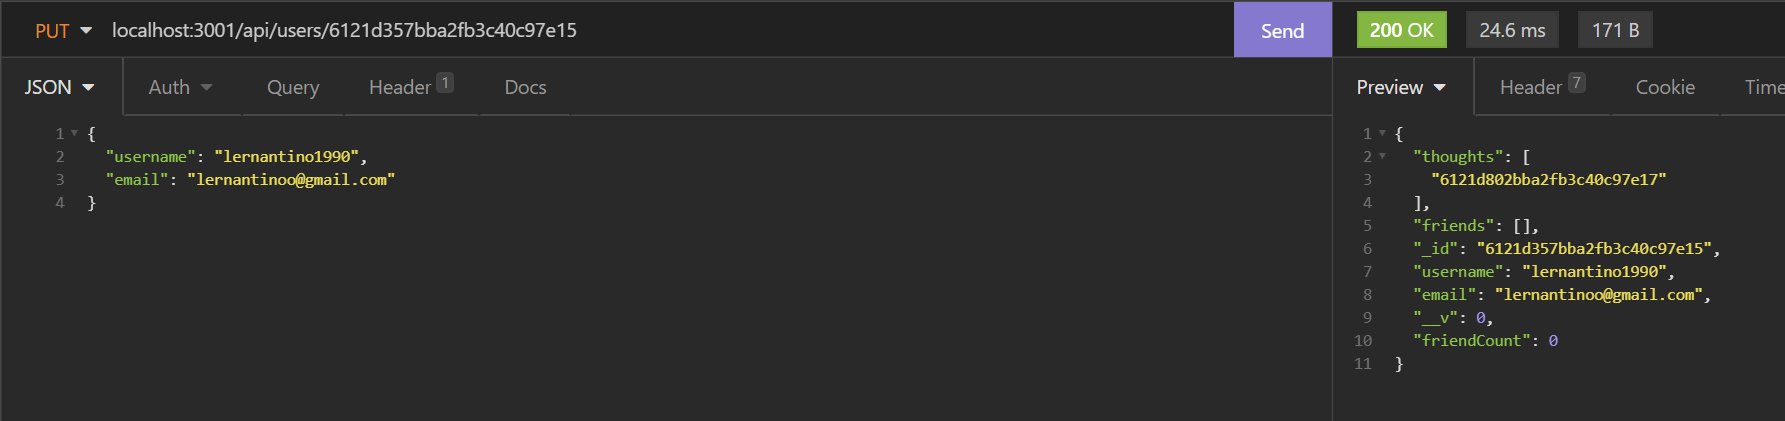 PUT localhost:3001/api/users/6121d357bba2fb3c40c97e15 Send 200 OK 24.6 ms 171 B
JSON Auth Query Header 1 Docs Preview Header 7 Cookie Time
1 {
2 "username": "lernantino1990",
3 "email": "lernantinoo@gmail.com"
4 }
1 {
2 "thoughts": [
3 "6121d802bba2fb3c40c97e17"
4 ],
5 "friends": [],
6 "_id": "6121d357bba2fb3c40c97e15",
7 "username": "lernantino1990",
8 "email": "lernantinoo@gmail.com",
9 "__v": 0,
10 "friendCount": 0
11 }